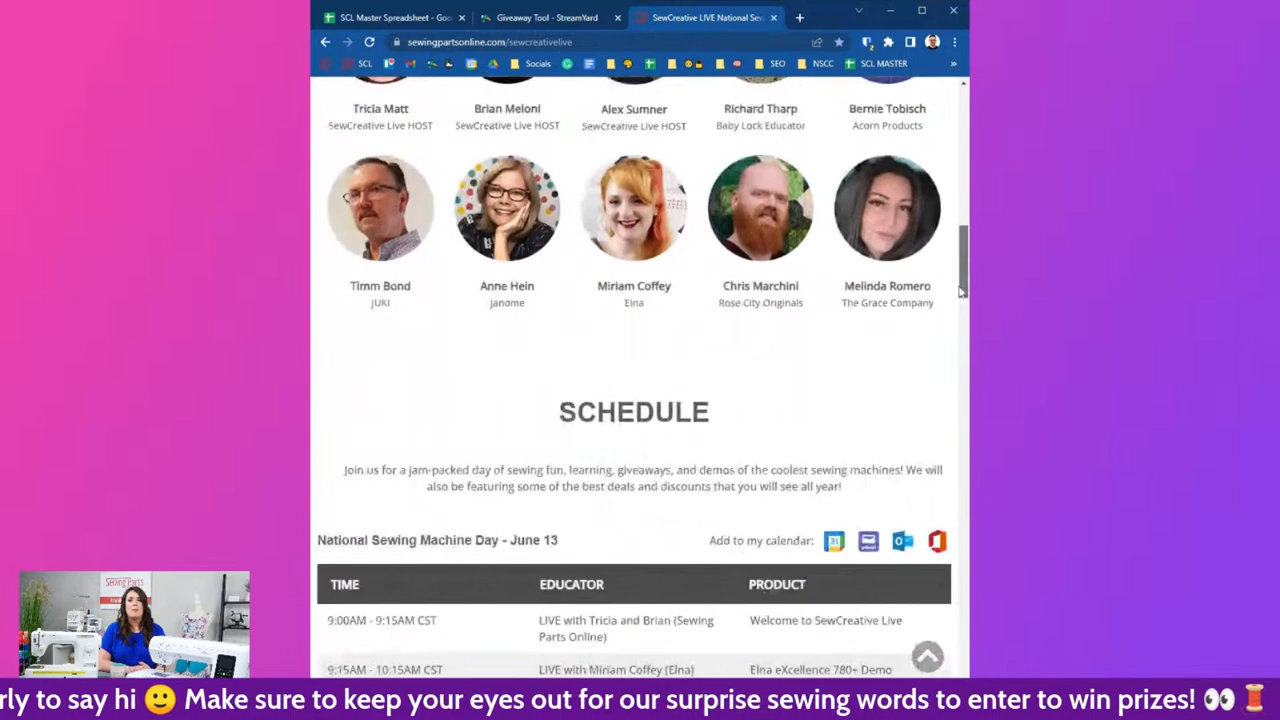 SCL Master Spreadsheet - Goo
Giveaway Tool - StreamYard
SewCreative LIVE National Sew
sewingpartsonline.com/sewcreativelive
SCL
Socials
SEO
NSCC
SCL MASTER
Tricia Matt
Brian Meloni
Alex Sumner
Richard Tharp
Bernie Tobisch
SewCreative Live HOST
SewCreative Live HOST
SewCreative Live HOST
Baby Lock Educator
Acorn Products
Timm Bond
Anne Hein
Miriam Coffey
Chris Marchini
Melinda Romero
JUKI
Janome
Elna
Rose City Originals
The Grace Company
SCHEDULE
Join us for a jam-packed day of sewing fun, learning, giveaways, and demos of the coolest sewing machines! We will
also be featuring some of the best deals and discounts that you will see all year!
National Sewing Machine Day - June 13
Add to my calendar:
TIME
EDUCATOR
PRODUCT
9:00AM - 9:15AM CST
LIVE with Tricia and Brian (Sewing
Parts Online)
Welcome to SewCreative Live
9:15AM - 10:15AM CST
LIVE with Miriam Coffey (Elna)
Elna eXcellence 780+ Demo
Sewing Parts
rly to say hi 🙂 Make sure to keep your eyes out for our surprise sewing words to enter to win prizes! 👀 🧵